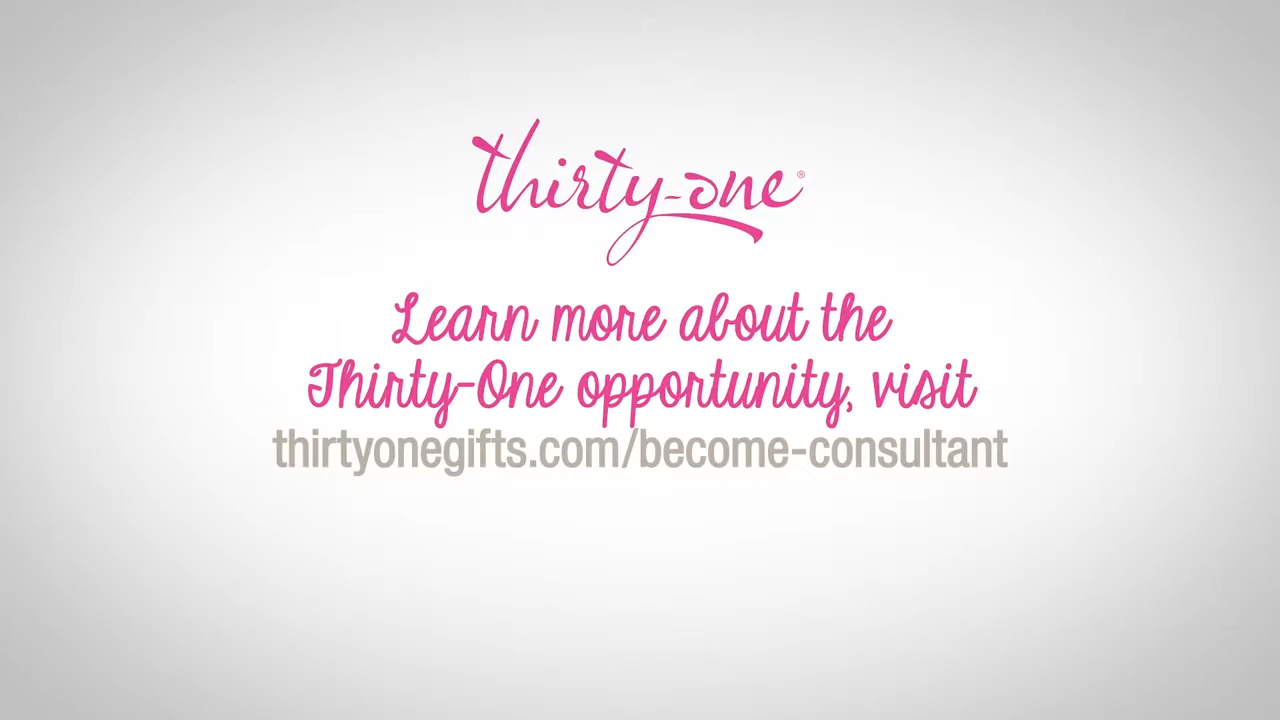 thirty-one®
Learn more about the
Thirty-One opportunity, visit
thirtyonegifts.com/become-consultant